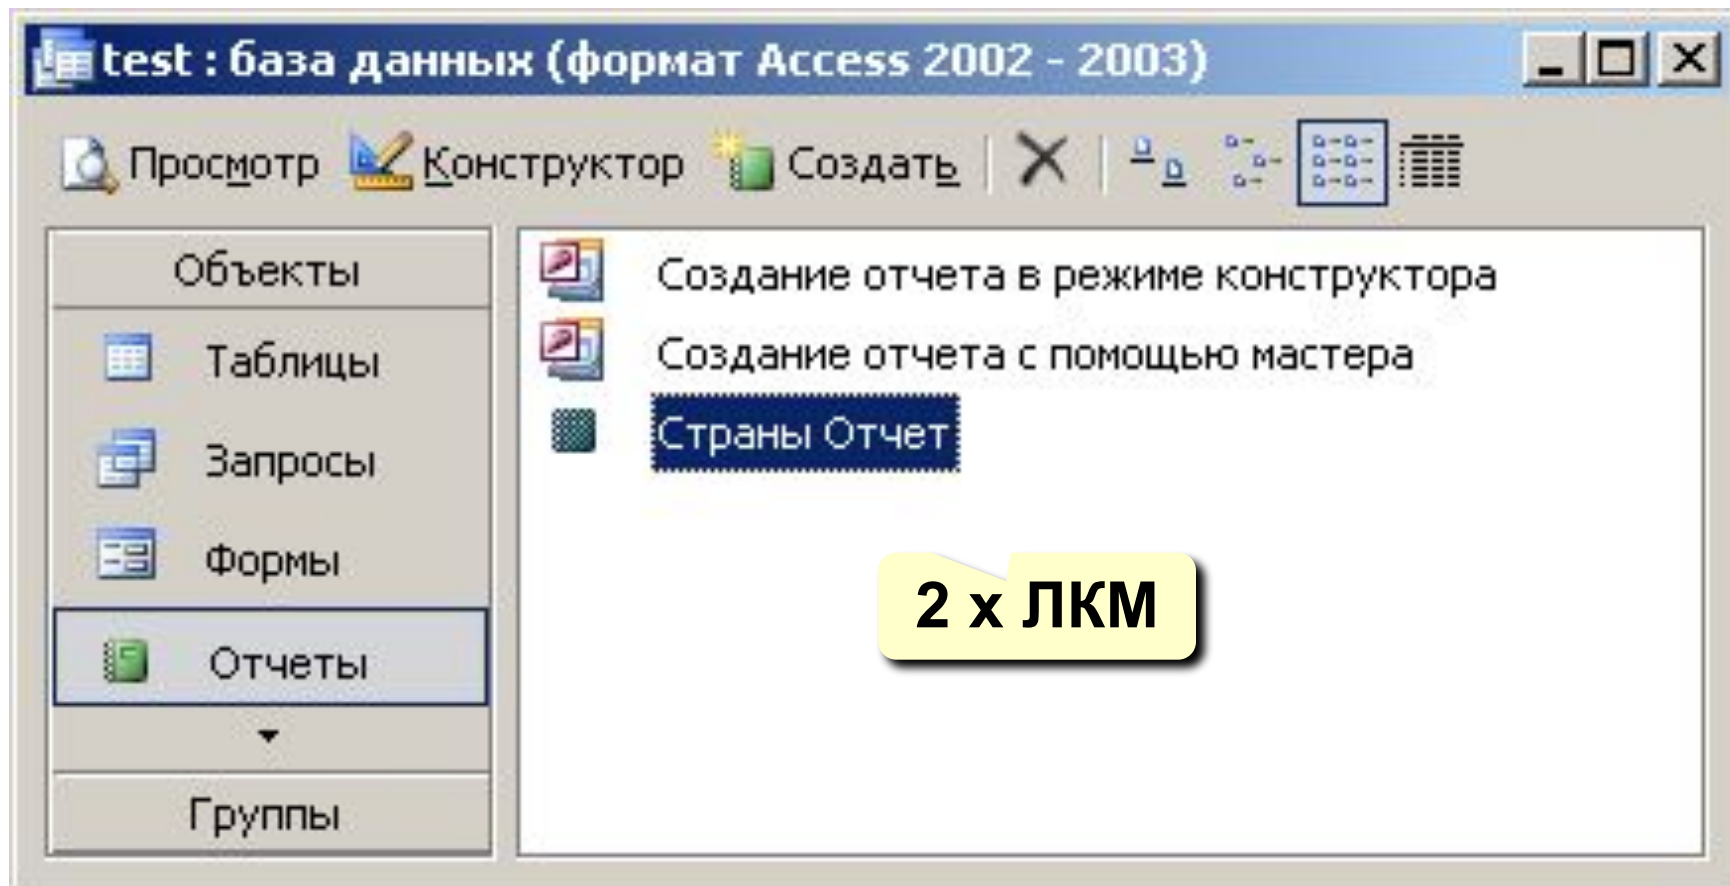 test : база данных (формат Access 2002 - 2003)
Просмотр Конструктор Создать
Объекты
Таблицы
Запросы
Формы
Отчеты
Группы
Создание отчета в режиме конструктора
Создание отчета с помощью мастера
Страны Отчет
2 x ЛКМ